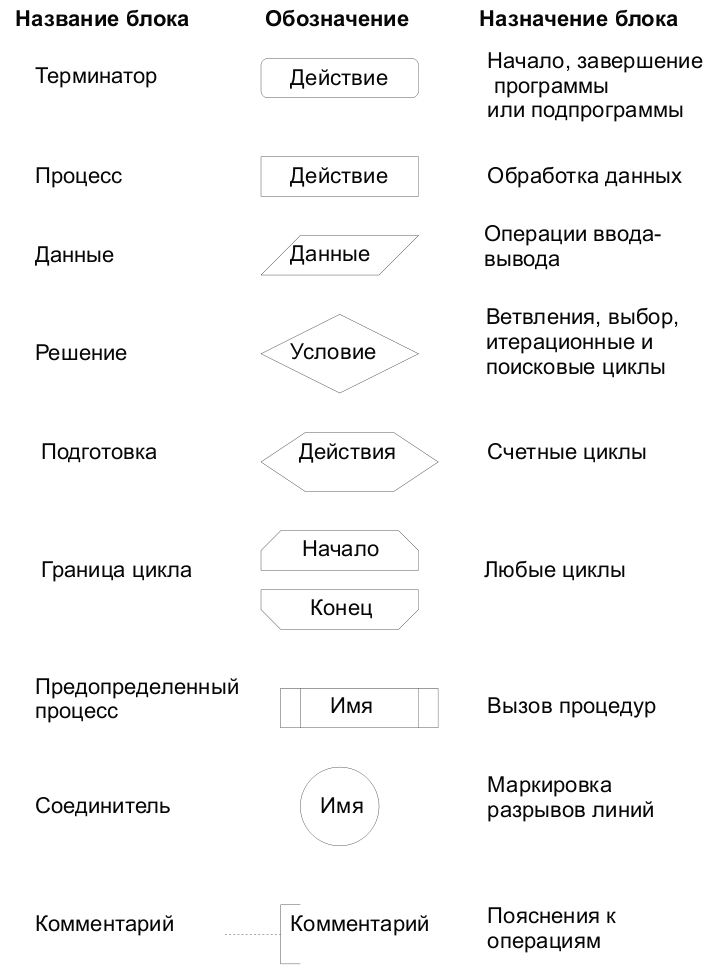 Название блока Обозначение Назначение блока
Терминатор Действие Начало, завершение
программы
или подпрограммы
Процесс Действие Обработка данных
Данные Данные Операции ввода-
вывода
Решение Условие Ветвления, выбор,
итерационные и
поисковые циклы
Подготовка Действия Счетные циклы
Граница цикла Начало Любые циклы
Конец
Предопределенный
процесс Имя Вызов процедур
Соединитель Имя Маркировка
разрывов линий
Комментарий Комментарий Пояснения к
операциям